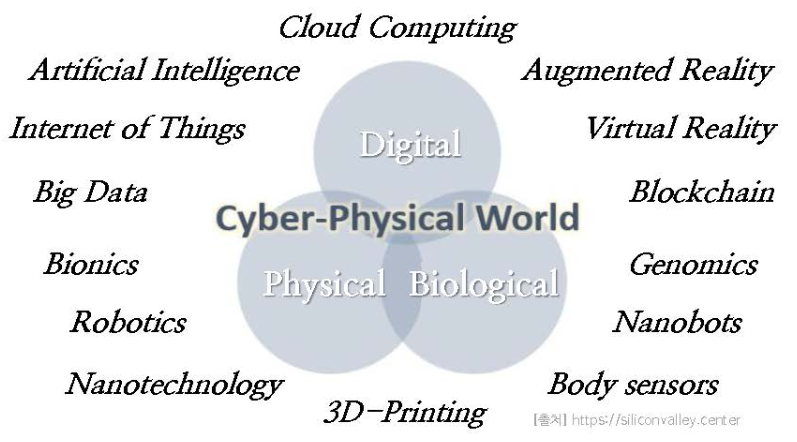 Cloud Computing
Artificial Intelligence
Augmented Reality
Internet of Things
Digital
Virtual Reality
Big Data
Cyber-Physical World
Blockchain
Bionics
Physical
Biological
Genomics
Robotics
Nanobots
Nanotechnology
Body sensors
3D-Printing
[출처] https://siliconvalley.center